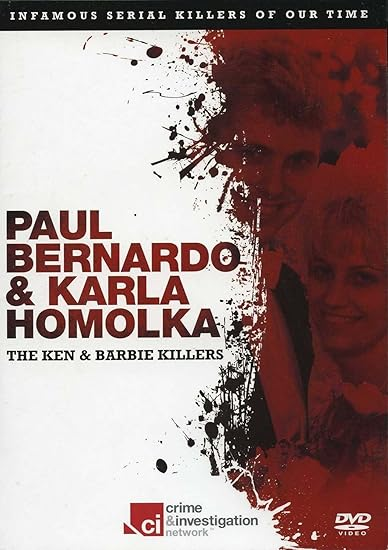 INFAMOUS SERIAL KILLERS OF OUR TIME
PAUL
BERNARDO
& KARLA
HOMOLKA
THE KEN & BARBIE KILLERS
ci
crime
&investigation
network™
DVD
VIDEO